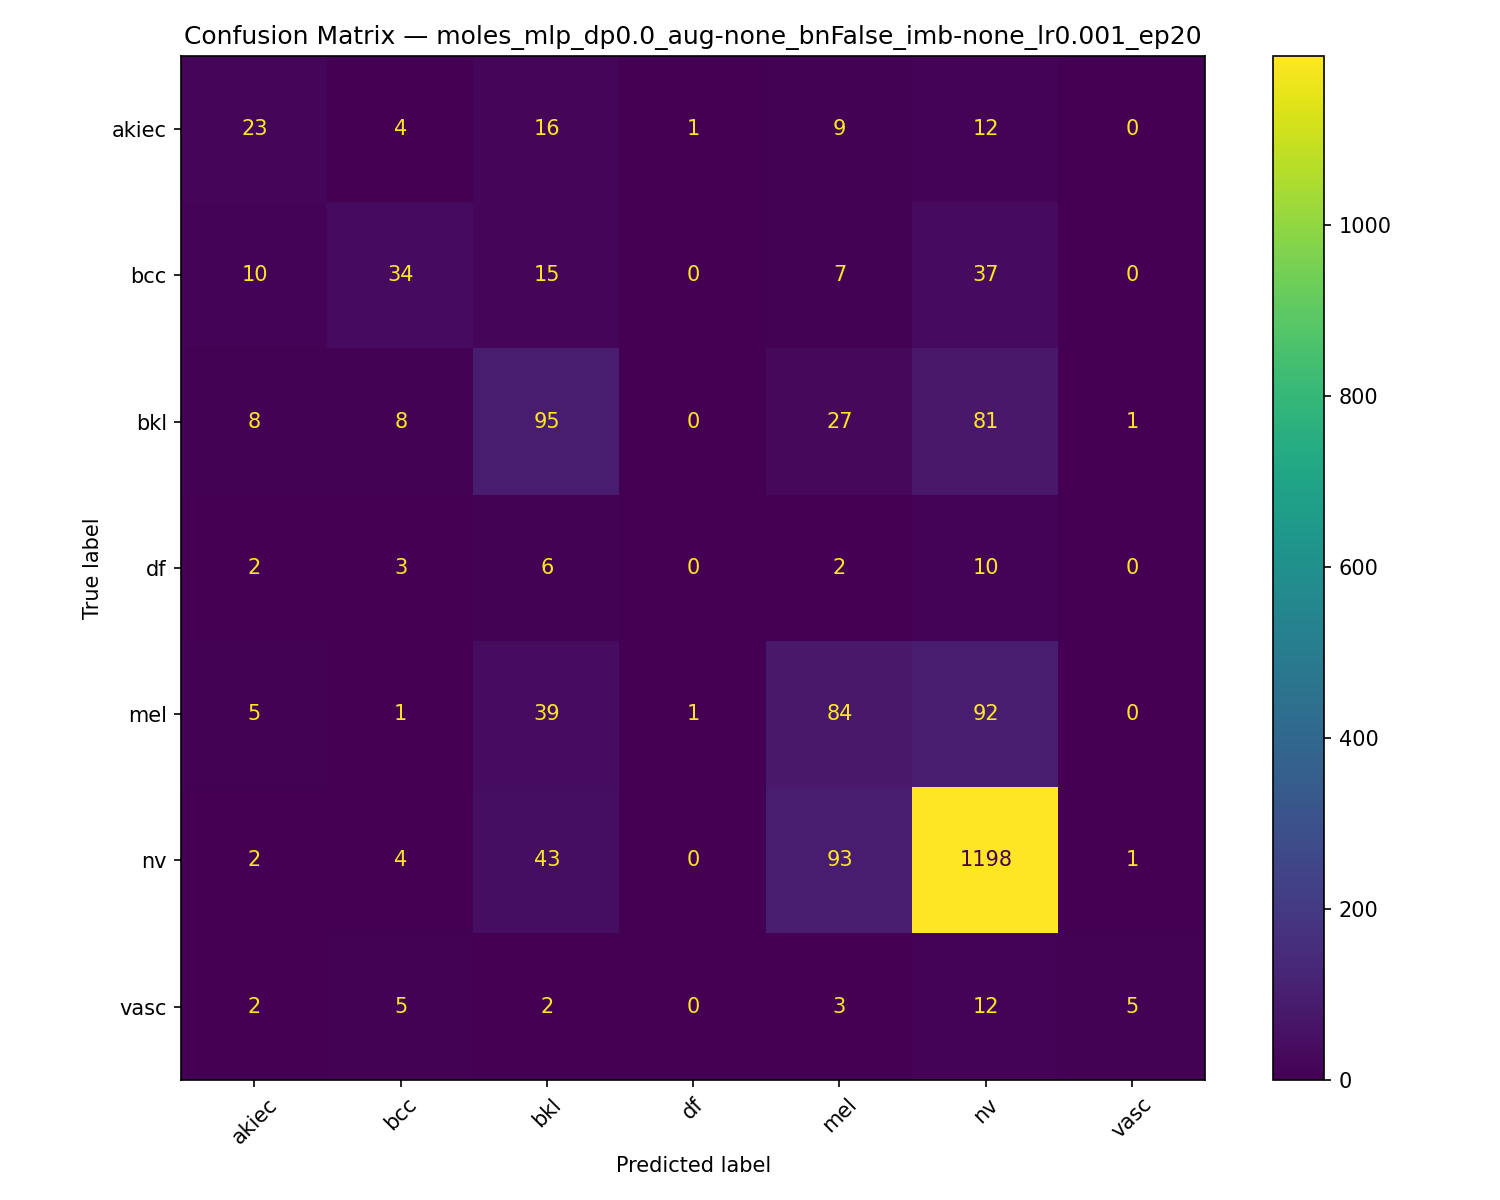 Confusion Matrix — moles_mlp_dp0.0_aug-none_bnFalse_imb-none_lr0.001_ep20
akiec 23 4 16 1 9 12 0
bcc 10 34 15 0 7 37 0
bkl 8 8 95 0 27 81 1
df 2 3 6 0 2 10 0
mel 5 1 39 1 84 92 0
nv 2 4 43 0 93 1198 1
vasc 2 5 2 0 3 12 5
akiec bcc bkl df mel nv vasc
Predicted label
True label
1000
800
600
400
200
0